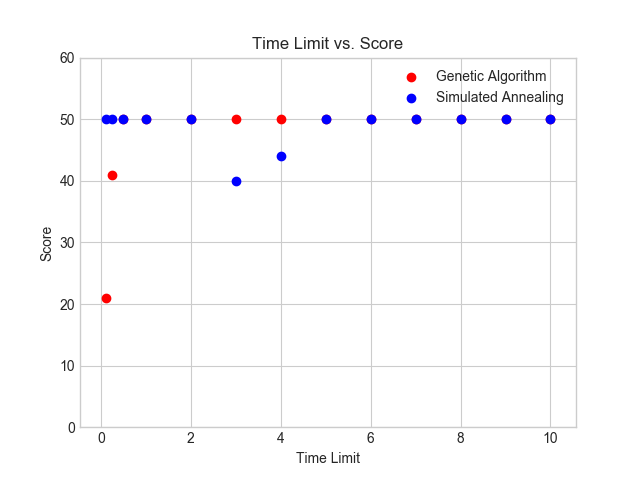 Time Limit vs. Score
Genetic Algorithm
Simulated Annealing
60
50
40
30
20
10
0
Score
0 2 4 6 8 10
Time Limit